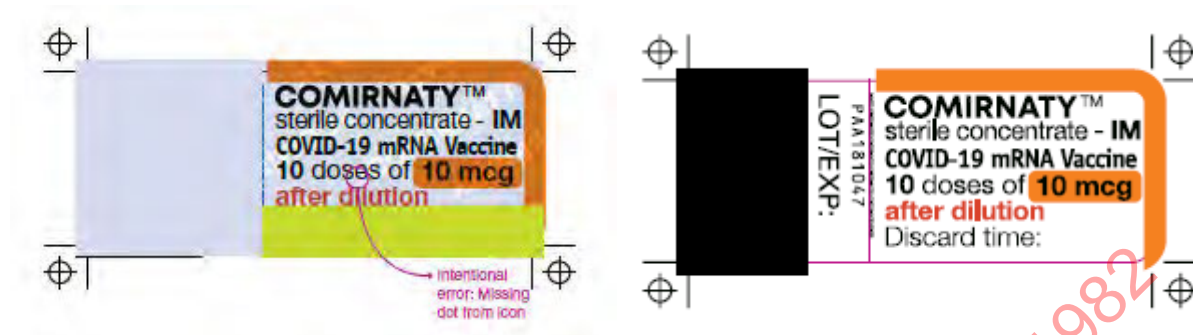 COMIRNATY™
sterile concentrate - IM
COVID-19 mRNA Vaccine
10 doses of 10 mcg
after dilution
Intentional
error: Missing
dot from icon
LOT/EXP:
PAA181047
COMIRNATY™
sterile concentrate - IM
COVID-19 mRNA Vaccine
10 doses of 10 mcg
after dilution
Discard time:
982